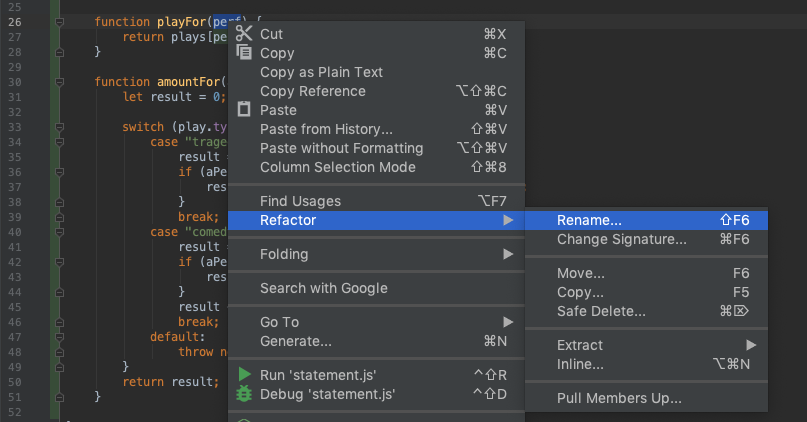 25
26 function playFor(perf) {
27 return plays[pe
28 }
29
30 function amountFor(
31 let result = 0;
32
33 switch (play.ty
34 case "trage
35 result =
36 if (aPe
37 res
38 }
39 break;
40 case "comed
41 result =
42 if (aPe
43 res
44 }
45 result
46 break;
47 default:
48 throw n
49 }
50 return result;
51 }
52
Cut ⌘X
Copy ⌘C
Copy as Plain Text
Copy Reference ⌥⇧⌘C
Paste ⌘V
Paste from History... ⇧⌘V
Paste without Formatting ⌥⇧⌘V
Column Selection Mode ⇧⌘8
Find Usages ⌥F7
Refactor
Folding
Search with Google
Go To
Generate... ⌘N
Run 'statement.js' ^⇧R
Debug 'statement.js' ^⇧D
Rename... ⇧F6
Change Signature... ⌘F6
Move... F6
Copy... F5
Safe Delete... ⌘⌦
Extract
Inline... ⌥⌘N
Pull Members Up...